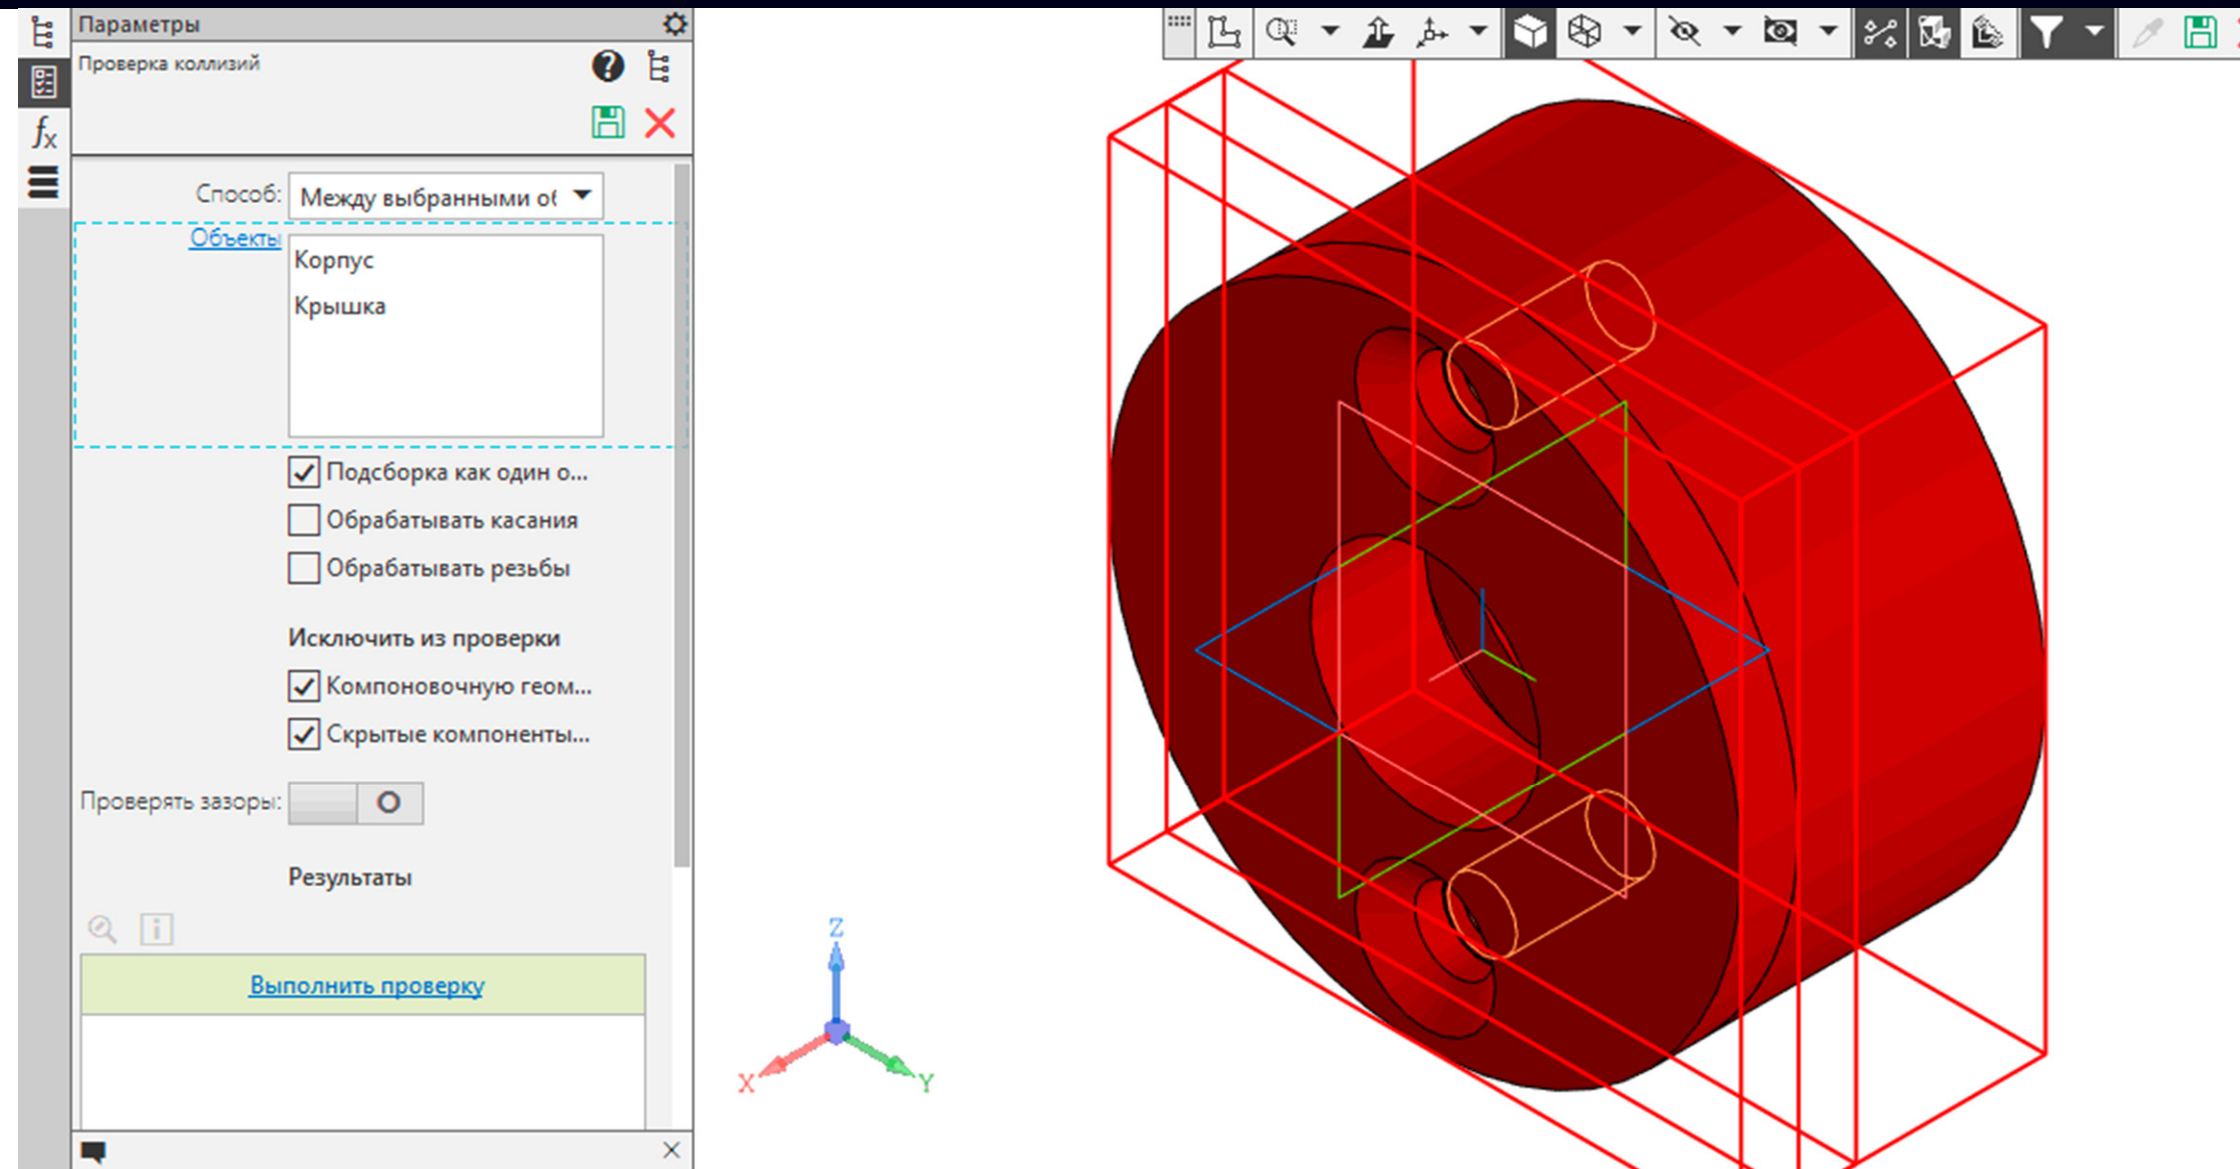 Параметры
Проверка коллизий
Способ: Между выбранными об
Объекты
Корпус
Крышка
Подсборка как один о...
Обрабатывать касания
Обрабатывать резьбы
Исключить из проверки
Компоновочную геом...
Скрытые компоненты...
Проверять зазоры:
Результаты
Выполнить проверку
Z
X
Y